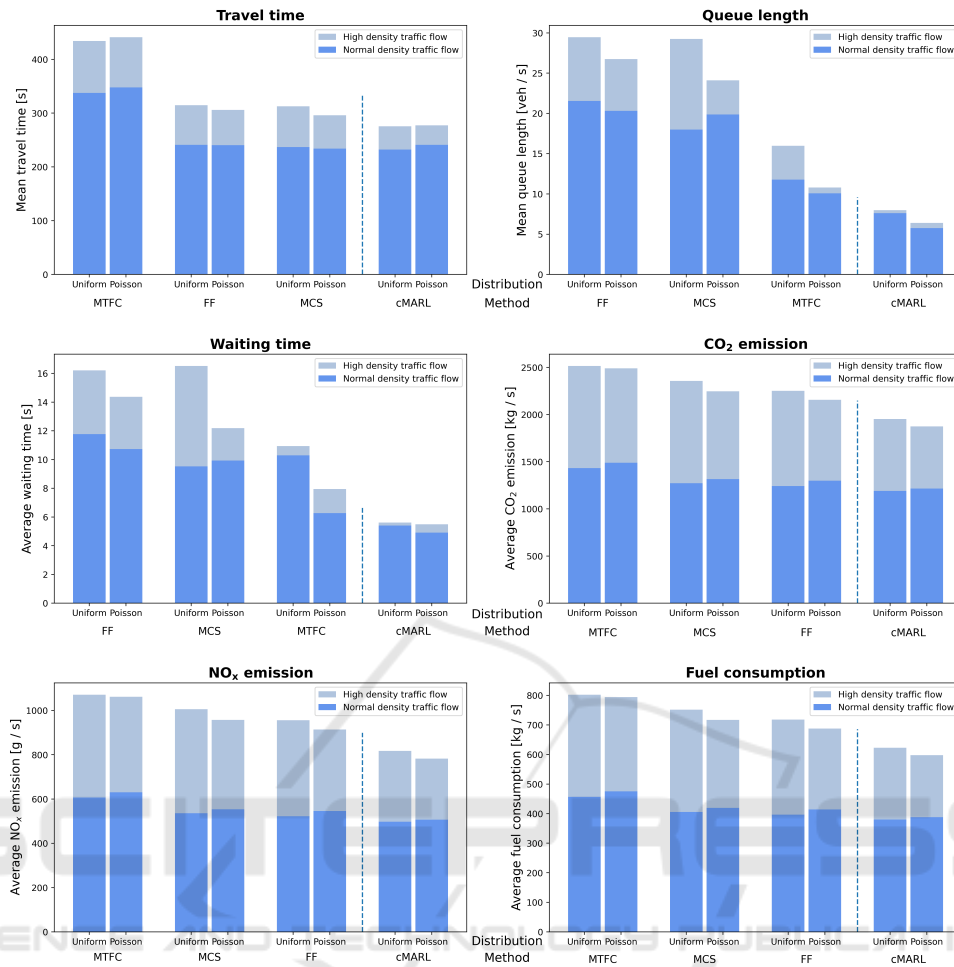 Travel time
High density traffic flow
Normal density traffic flow
Mean travel time [s]
400
300
200
100
0
Uniform Poisson Uniform Poisson Uniform Poisson Uniform Poisson
MTFC FF MCS cMARL
Queue length
High density traffic flow
Normal density traffic flow
Mean queue length [veh / s]
30
25
20
15
10
5
0
Distribution Uniform Poisson Uniform Poisson Uniform Poisson Uniform Poisson
Method FF MCS MTFC cMARL
Waiting time
High density traffic flow
Normal density traffic flow
Average waiting time [s]
16
14
12
10
8
6
4
2
0
Uniform Poisson Uniform Poisson Uniform Poisson Uniform Poisson
FF MCS MTFC cMARL
CO₂ emission
High density traffic flow
Normal density traffic flow
Average CO₂ emission [kg / s]
2500
2000
1500
1000
500
0
Distribution Uniform Poisson Uniform Poisson Uniform Poisson Uniform Poisson
Method MTFC MCS FF cMARL
NOₓ emission
High density traffic flow
Normal density traffic flow
Average NOₓ emission [g / s]
1000
800
600
400
200
0
Uniform Poisson Uniform Poisson Uniform Poisson Uniform Poisson
MTFC MCS FF cMARL
Fuel consumption
High density traffic flow
Normal density traffic flow
Average fuel consumption [kg / s]
800
700
600
500
400
300
200
100
0
Distribution Uniform Poisson Uniform Poisson Uniform Poisson Uniform Poisson
Method MTFC MCS FF cMARL
SCITEPRESS
AND TECHNOLOGY